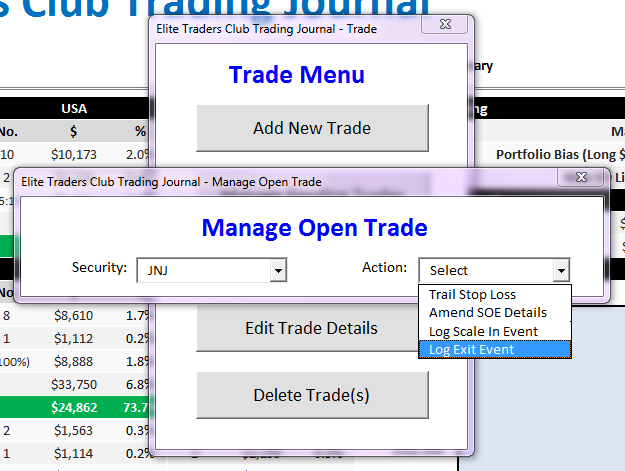 s Club Trading Journal
Elite Traders Club Trading Journal - Trade
Trade Menu
Add New Trade
ary
USA
ng
No. $ %
10 $10,173 2.0%
Portfolio Bias (Long $
2
Elite Traders Club Trading Journal - Manage Open Trade
Manage Open Trade
Security: JNJ
Action: Select
Trail Stop Loss
Amend SOE Details
Log Scale In Event
Log Exit Event
No
8 $8,610 1.7%
1 $1,112 0.2%
100%) $8,888 1.8%
$33,750 6.8%
$24,862 73.7
2 $1,563 0.3%
1 $1,114 0.2%
Edit Trade Details
Delete Trade(s)